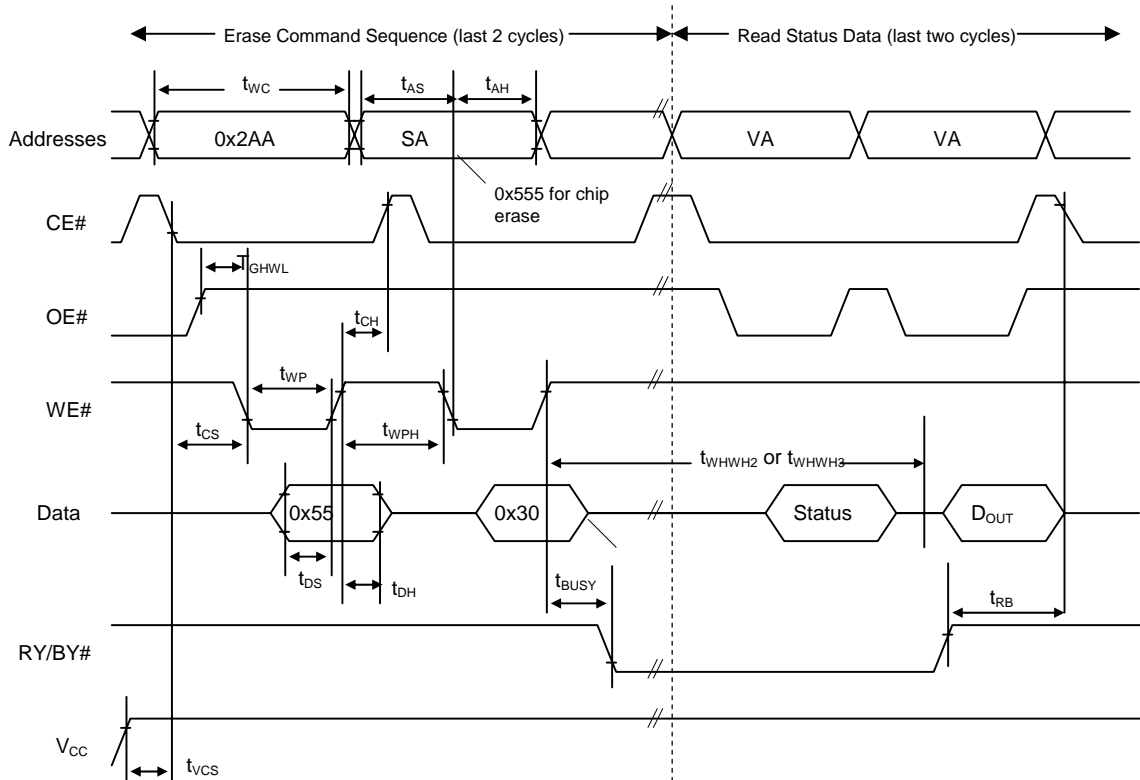 Erase Command Sequence (last 2 cycles)
Read Status Data (last two cycles)
tWC
tAS
tAH
Addresses
0x2AA
SA
VA
VA
0x555 for chip
erase
CE#
TGHWL
OE#
tCH
tWP
WE#
tCS
tWPH
tWHWH2 or tWHWH3
Data
0x55
0x30
Status
DOUT
tDS
tDH
tBUSY
tRB
RY/BY#
VCC
tVCS